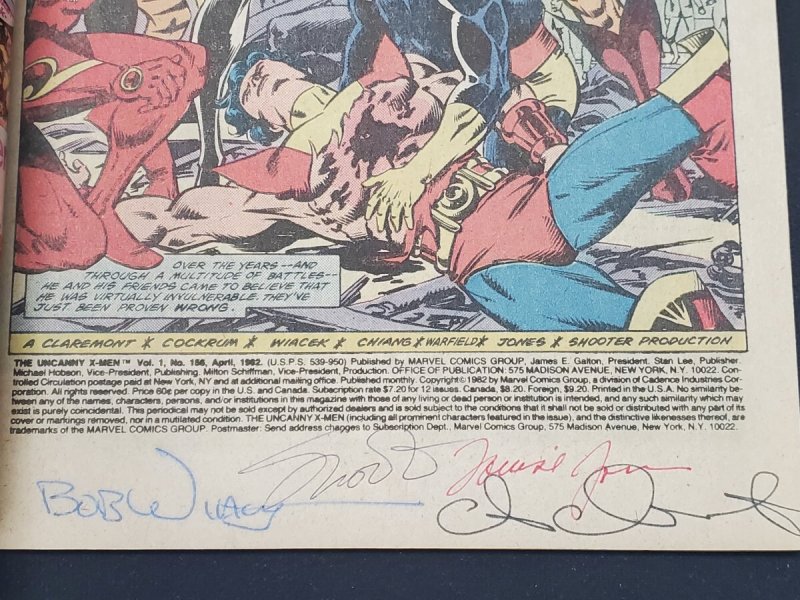 OVER THE YEARS--AND
THROUGH A MULTITUDE OF BATTLES--
HE AND HIS FRIENDS CAME TO BELIEVE THAT
HE WAS VIRTUALLY INVULNERABLE. THEY'VE
JUST BEEN PROVEN WRONG.
A CLAREMONT * COCKRUM * WIACEK * CHIANG * WARFIELD * JONES * SHOOTER PRODUCTION
THE UNCANNY X-MEN™ Vol. 1, No. 156, April, 1982. (U.S.P.S. 539-950) Published by MARVEL COMICS GROUP, James E. Galton, President. Stan Lee, Publisher.
Michael Hobson, Vice-President, Publishing. Milton Schiffman, Vice-President, Production. OFFICE OF PUBLICATION: 575 MADISON AVENUE, NEW YORK, N.Y. 10022. Con-
trolled Circulation postage paid at New York, NY and at additional mailing office. Published monthly. Copyright © 1982 by Marvel Comics Group, a division of Cadence Industries Cor-
poration. All rights reserved. Price 60¢ per copy in the U.S. and Canada. Subscription rate $7.20 for 12 issues. Canada, $8.20. Foreign, $9.20. Printed in the U.S.A. No similarity be-
tween any of the names, characters, persons, and/or institutions in this magazine with those of any living or dead person or institution is intended, and any such similarity which may
exist is purely coincidental. This periodical may not be sold except by authorized dealers and is sold subject to the conditions that it shall not be sold or distributed with any part of its
cover or markings removed, nor in a mutilated condition. THE UNCANNY X-MEN (including all prominent characters featured in the issue), and the distinctive likenesses thereof, are
trademarks of the MARVEL COMICS GROUP. Postmaster: Send address changes to Subscription Dept., Marvel Comics Group, 575 Madison Avenue, New York, N.Y. 10022.
BOB WIACEK
Louise Jones